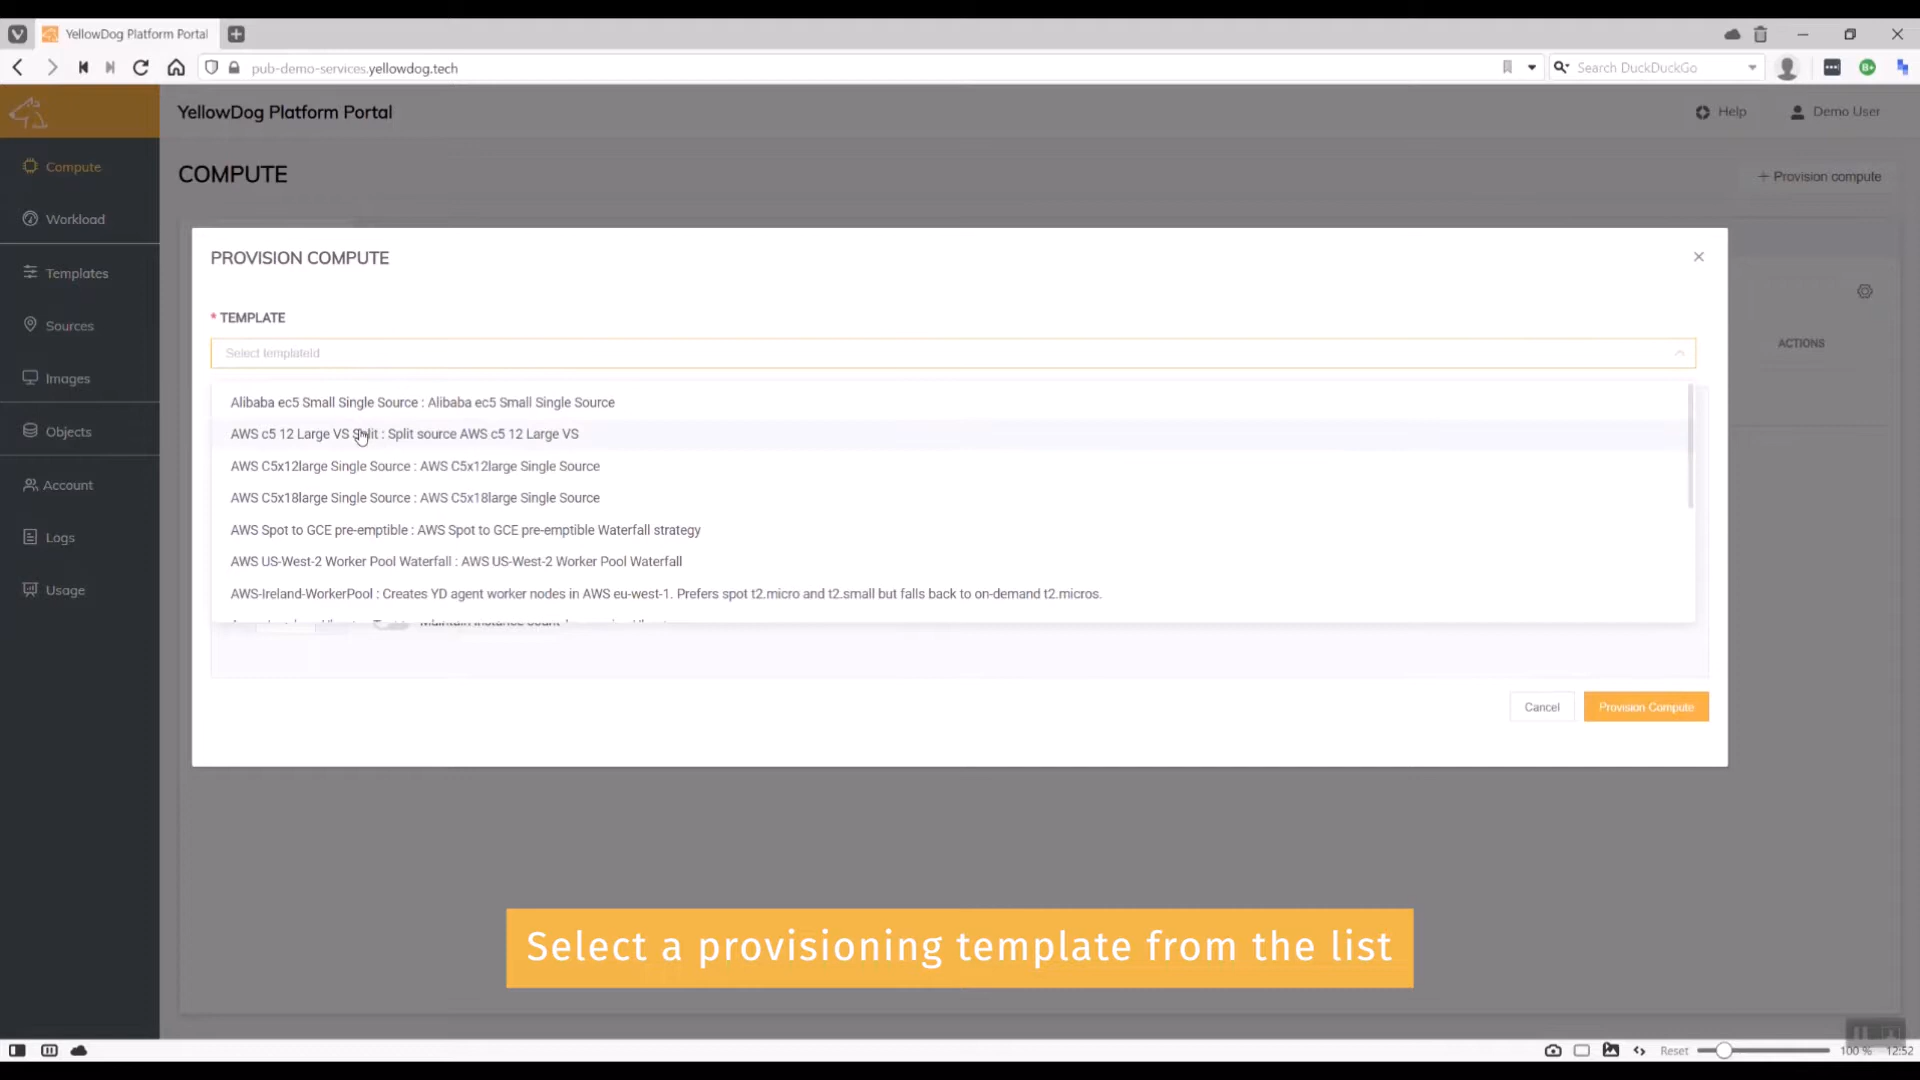 YellowDog Platform Portal
pub-demo-services.yellowdog.tech
Search DuckDuckGo
YellowDog Platform Portal
Help
Demo User
Compute
COMPUTE
+ Provision compute
Workload
PROVISION COMPUTE
Templates
* TEMPLATE
Sources
Select templateId
ACTIONS
Images
Alibaba ec5 Small Single Source : Alibaba ec5 Small Single Source
Objects
AWS c5 12 Large VS Split : Split source AWS c5 12 Large VS
AWS C5x12large Single Source : AWS C5x12large Single Source
Account
AWS C5x18large Single Source : AWS C5x18large Single Source
AWS Spot to GCE pre-emptible : AWS Spot to GCE pre-emptible Waterfall strategy
Logs
AWS US-West-2 Worker Pool Waterfall : AWS US-West-2 Worker Pool Waterfall
Usage
AWS-Ireland-WorkerPool : Creates YD agent worker nodes in AWS eu-west-1. Prefers spot t2.micro and t2.small but falls back to on-demand t2.micros.
Maintain instance count
Cancel
Provision Compute
Select a provisioning template from the list
Reset
100 %
12:52